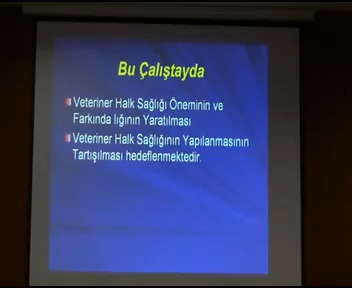 Bu Çalıştayda
Veteriner Halk Sağlığı Öneminin ve
Farkında lığının Yaratılması
Veteriner Halk Sağlığının Yapılanmasının
Tartışılması hedeflenmektedir.